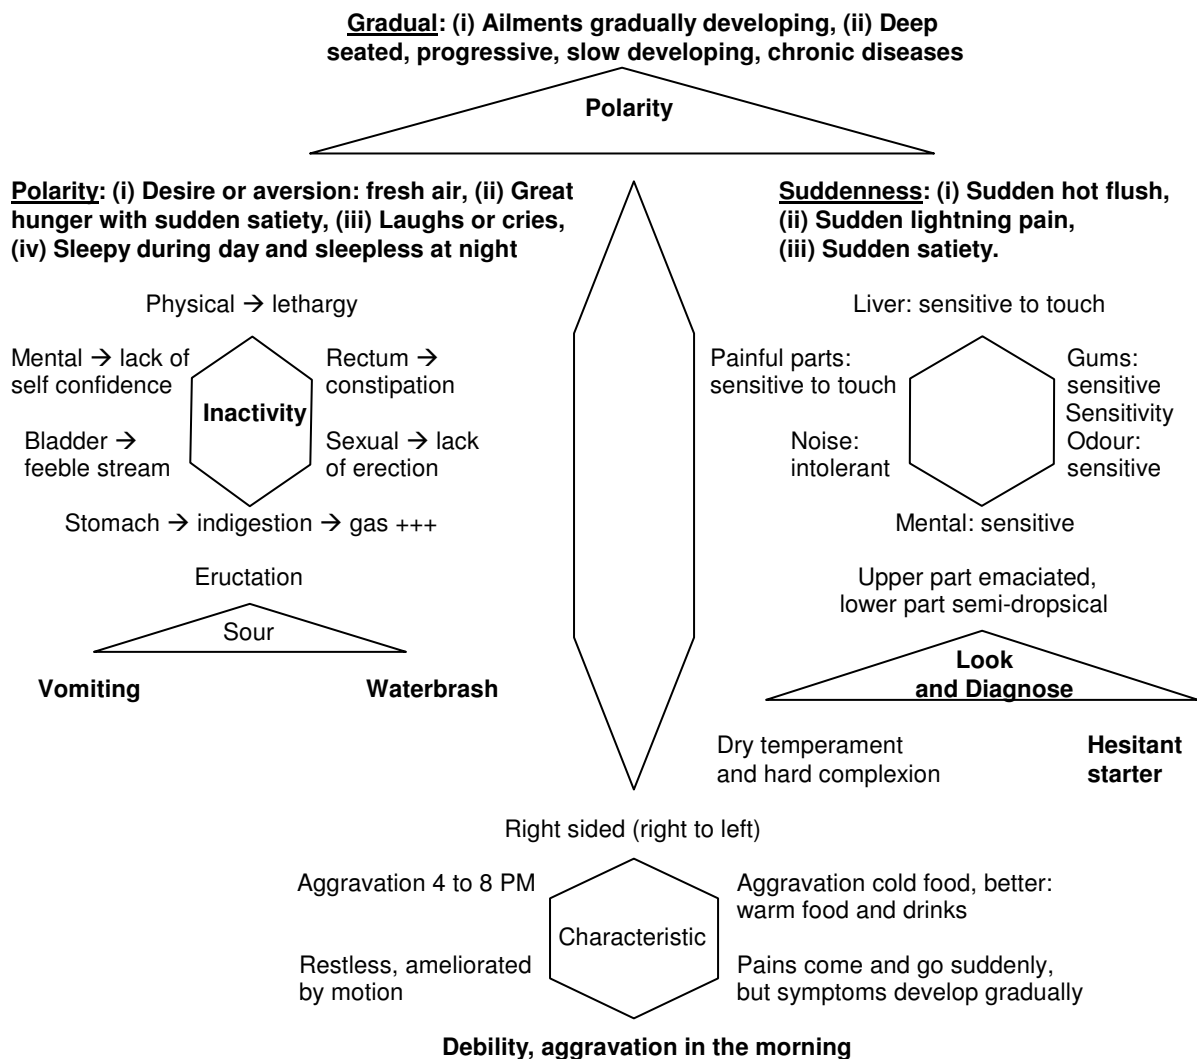 Gradual: (i) Ailments gradually developing, (ii) Deep
seated, progressive, slow developing, chronic diseases
Polarity
Polarity: (i) Desire or aversion: fresh air, (ii) Great
hunger with sudden satiety, (iii) Laughs or cries,
(iv) Sleepy during day and sleepless at night
Suddenness: (i) Sudden hot flush,
(ii) Sudden lightning pain,
(iii) Sudden satiety.
Physical → lethargy
Mental → lack of
self confidence
Rectum →
constipation
Inactivity
Bladder →
feeble stream
Sexual → lack
of erection
Stomach → indigestion → gas +++
Liver: sensitive to touch
Painful parts:
sensitive to touch
Gums:
sensitive
Sensitivity
Noise:
intolerant
Odour:
sensitive
Mental: sensitive
Eructation
Sour
Vomiting
Waterbrash
Upper part emaciated,
lower part semi-dropsical
Look
and Diagnose
Dry temperament
and hard complexion
Hesitant
starter
Right sided (right to left)
Aggravation 4 to 8 PM
Aggravation cold food, better:
warm food and drinks
Characteristic
Restless, ameliorated
by motion
Pains come and go suddenly,
but symptoms develop gradually
Debility, aggravation in the morning